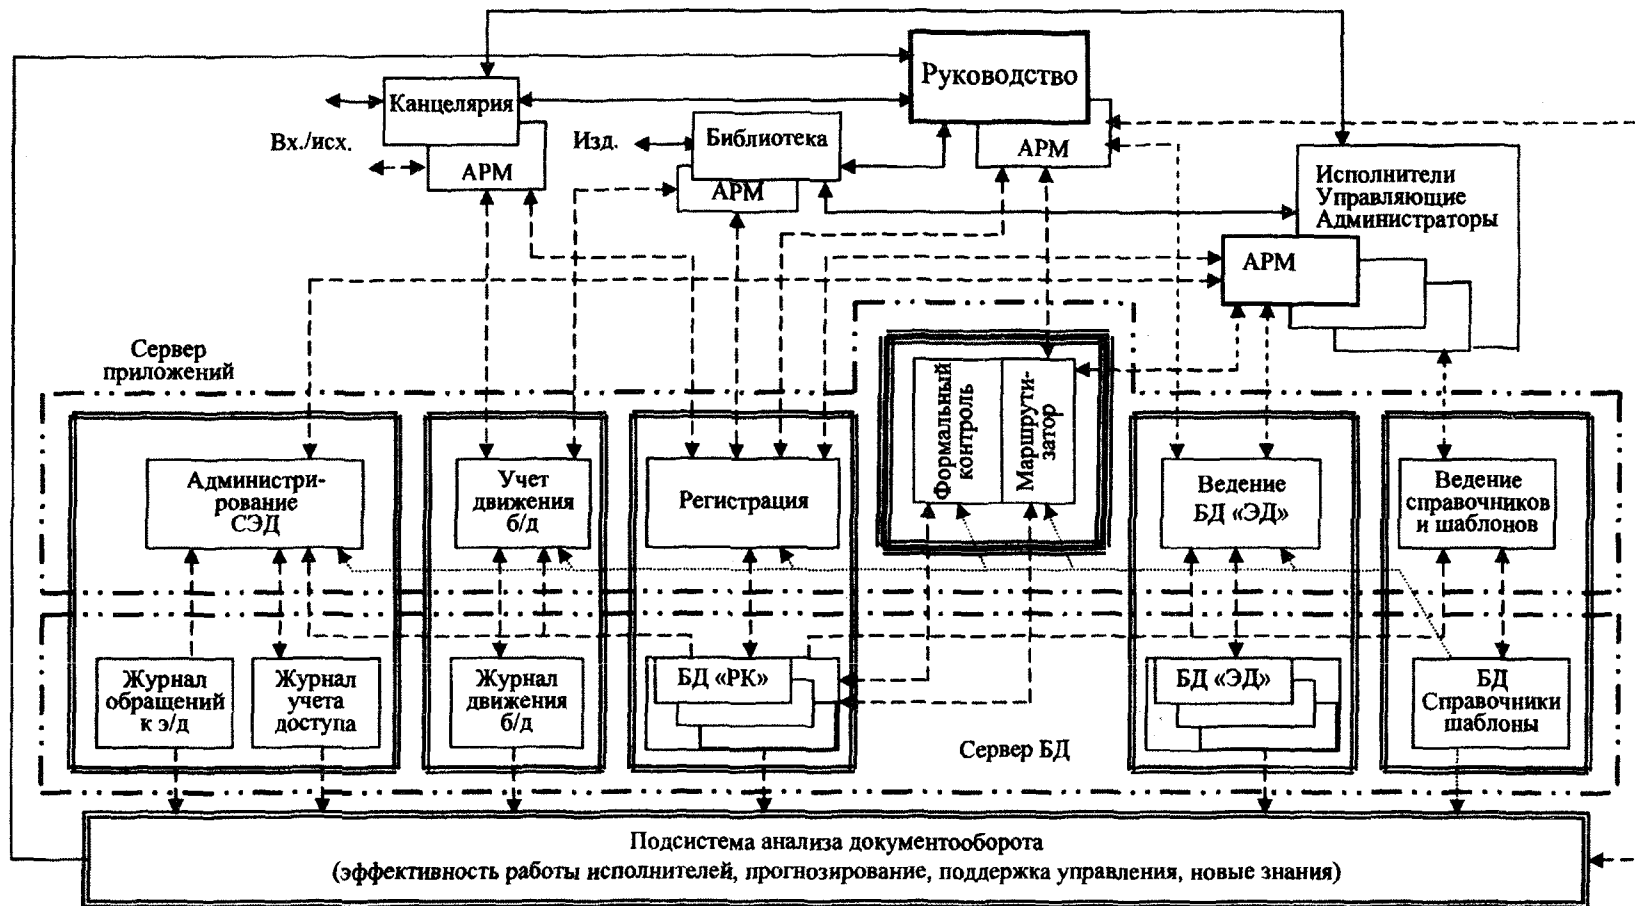 Руководство
Канцелярия
Вх./исх.
АРМ
Изд.
Библиотека
АРМ
АРМ
Исполнители
Управляющие
Администраторы
АРМ
Сервер
приложений
Формальный
контроль
Маршрути-
затор
Администри-
рование
СЭД
Учет
движения
б/д
Регистрация
Ведение
БД «ЭД»
Ведение
справочников
и шаблонов
Журнал
обращений
к э/д
Журнал
учета
доступа
Журнал
движения
б/д
БД «РК»
Сервер БД
БД «ЭД»
БД
Справочники
шаблоны
Подсистема анализа документооборота
(эффективность работы исполнителей, прогнозирование, поддержка управления, новые знания)